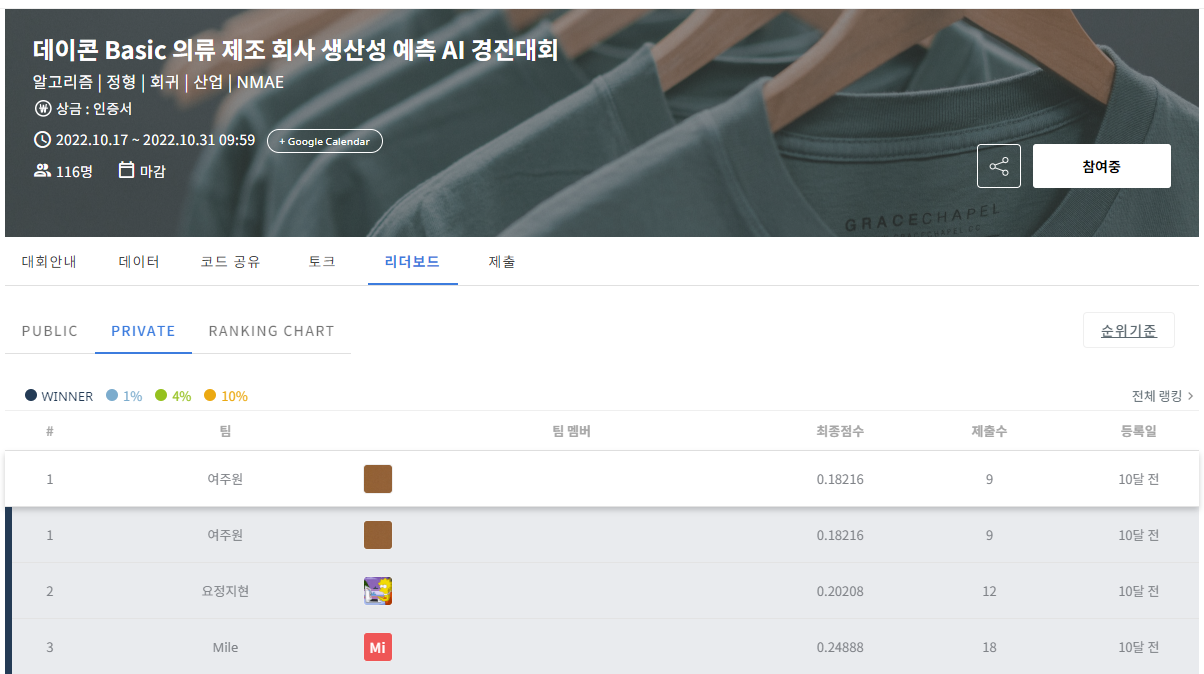 데이콘 Basic 의류 제조 회사 생산성 예측 AI 경진대회
알고리즘 | 정형 | 회귀 | 산업 | NMAE
₩ 상금 : 인증서
2022.10.17 ~ 2022.10.31 09:59 + Google Calendar
116명 마감
참여중
GRACECHAPEL
대회안내 데이터 코드 공유 토크 리더보드 제출
PUBLIC PRIVATE RANKING CHART 순위기준
WINNER 1% 4% 10% 전체 랭킹 >
# 팀 팀 멤버 최종점수 제출수 등록일
1 여주원 0.18216 9 10달 전
1 여주원 0.18216 9 10달 전
2 요정지현 0.20208 12 10달 전
3 Mile Mi 0.24888 18 10달 전